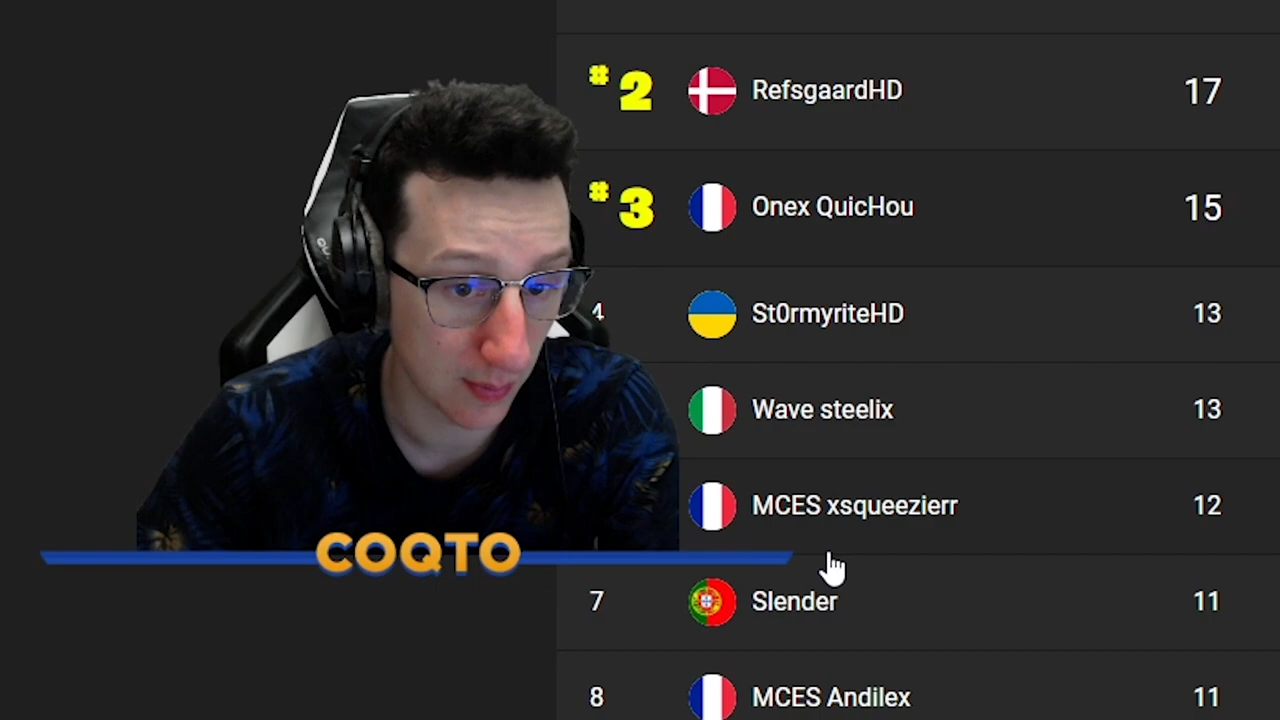 #2 RefsgaardHD 17
#3 Onex QuicHou 15
4 St0rmyriteHD 13
Wave steelix 13
MCES xsqueezierr 12
COQTO
7 Slender 11
8 MCES Andilex 11